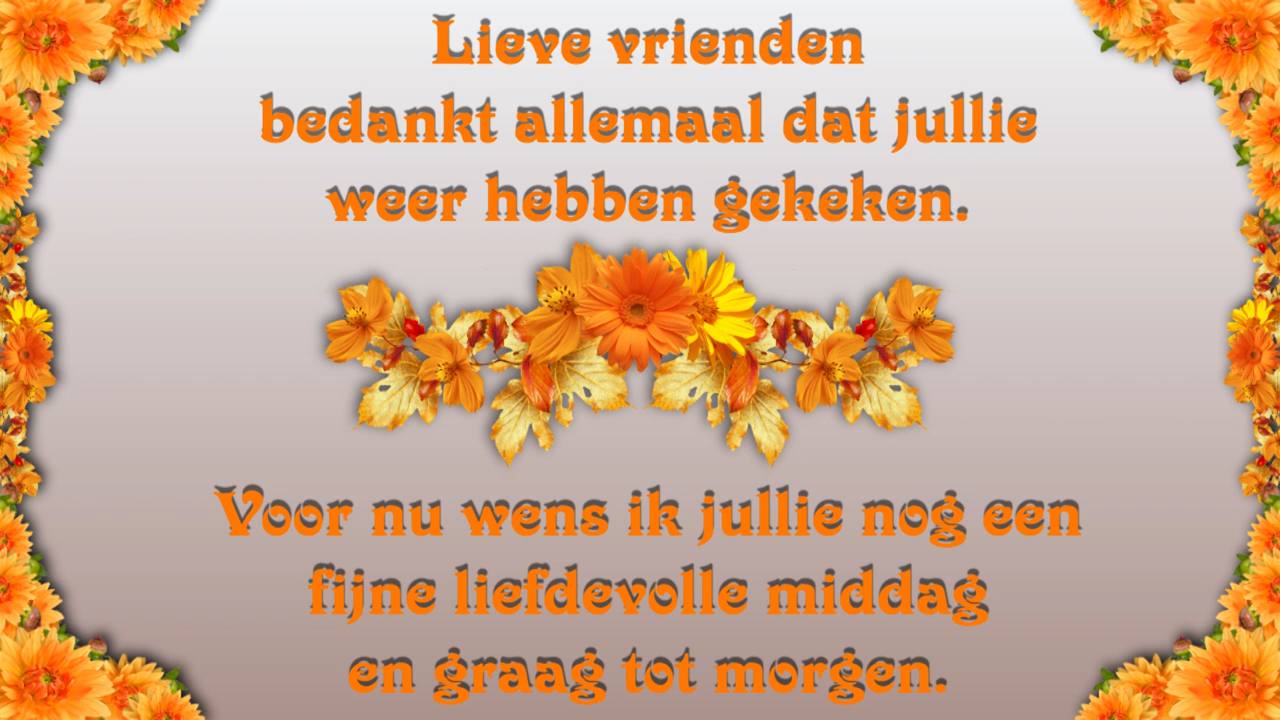 Lieve vrienden
bedankt allemaal dat jullie
weer hebben gekeken.
Voor nu wens ik jullie nog een
fijne liefdevolle middag
en graag tot morgen.